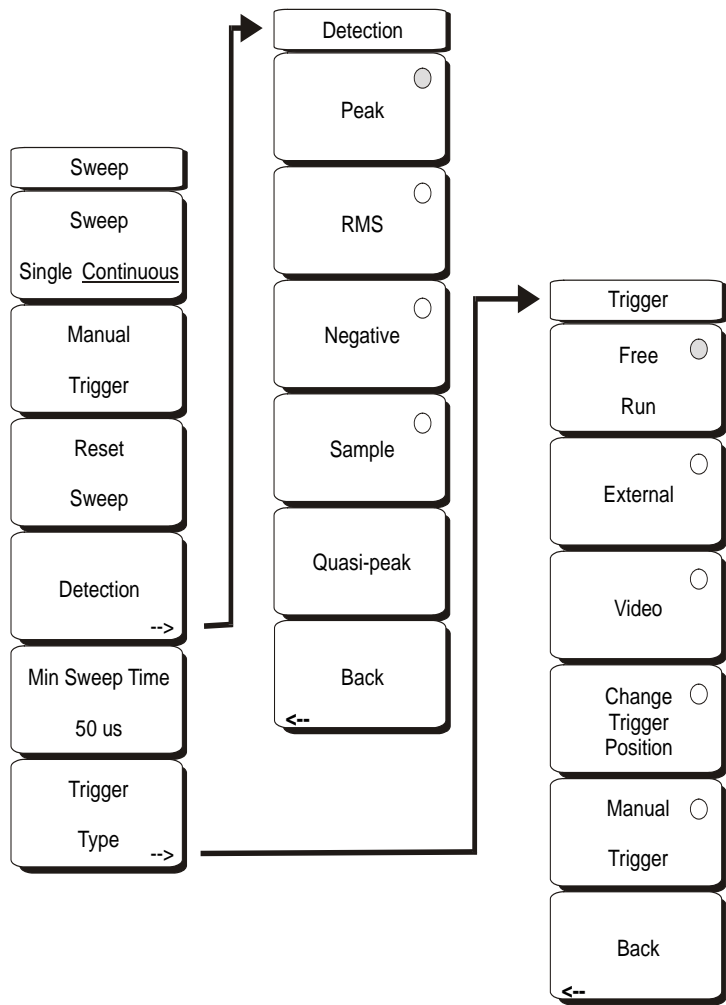 Sweep
Sweep
Single Continuous
Manual
Trigger
Reset
Sweep
Detection
-->
Min Sweep Time
50 us
Trigger
Type
-->
Detection
Peak
RMS
Negative
Sample
Quasi-peak
Back
<--
Trigger
Free
Run
External
Video
Change
Trigger
Position
Manual
Trigger
Back
<--